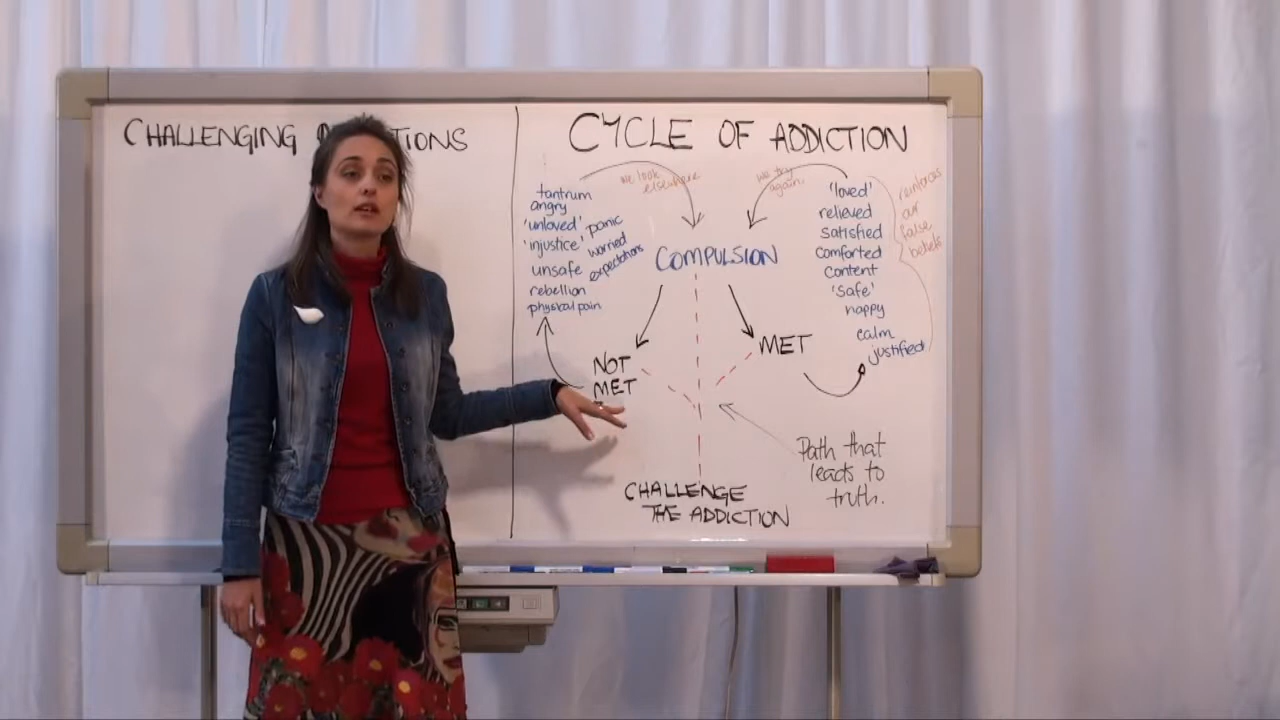 CHALLENGING
CYCLE OF ADDICTION
we look
elsewhere
we try
again.
tantrum
angry
'unloved' panic
'injustice' worried
unsafe expectations
rebellion
physical pain
COMPULSION
'loved'
relieved
satisfied
comforted
content
'safe'
happy
calm
justified
reinforces
our
false
beliefs
NOT
MET
MET
Path that
leads to
truth.
CHALLENGE
THE ADDICTION